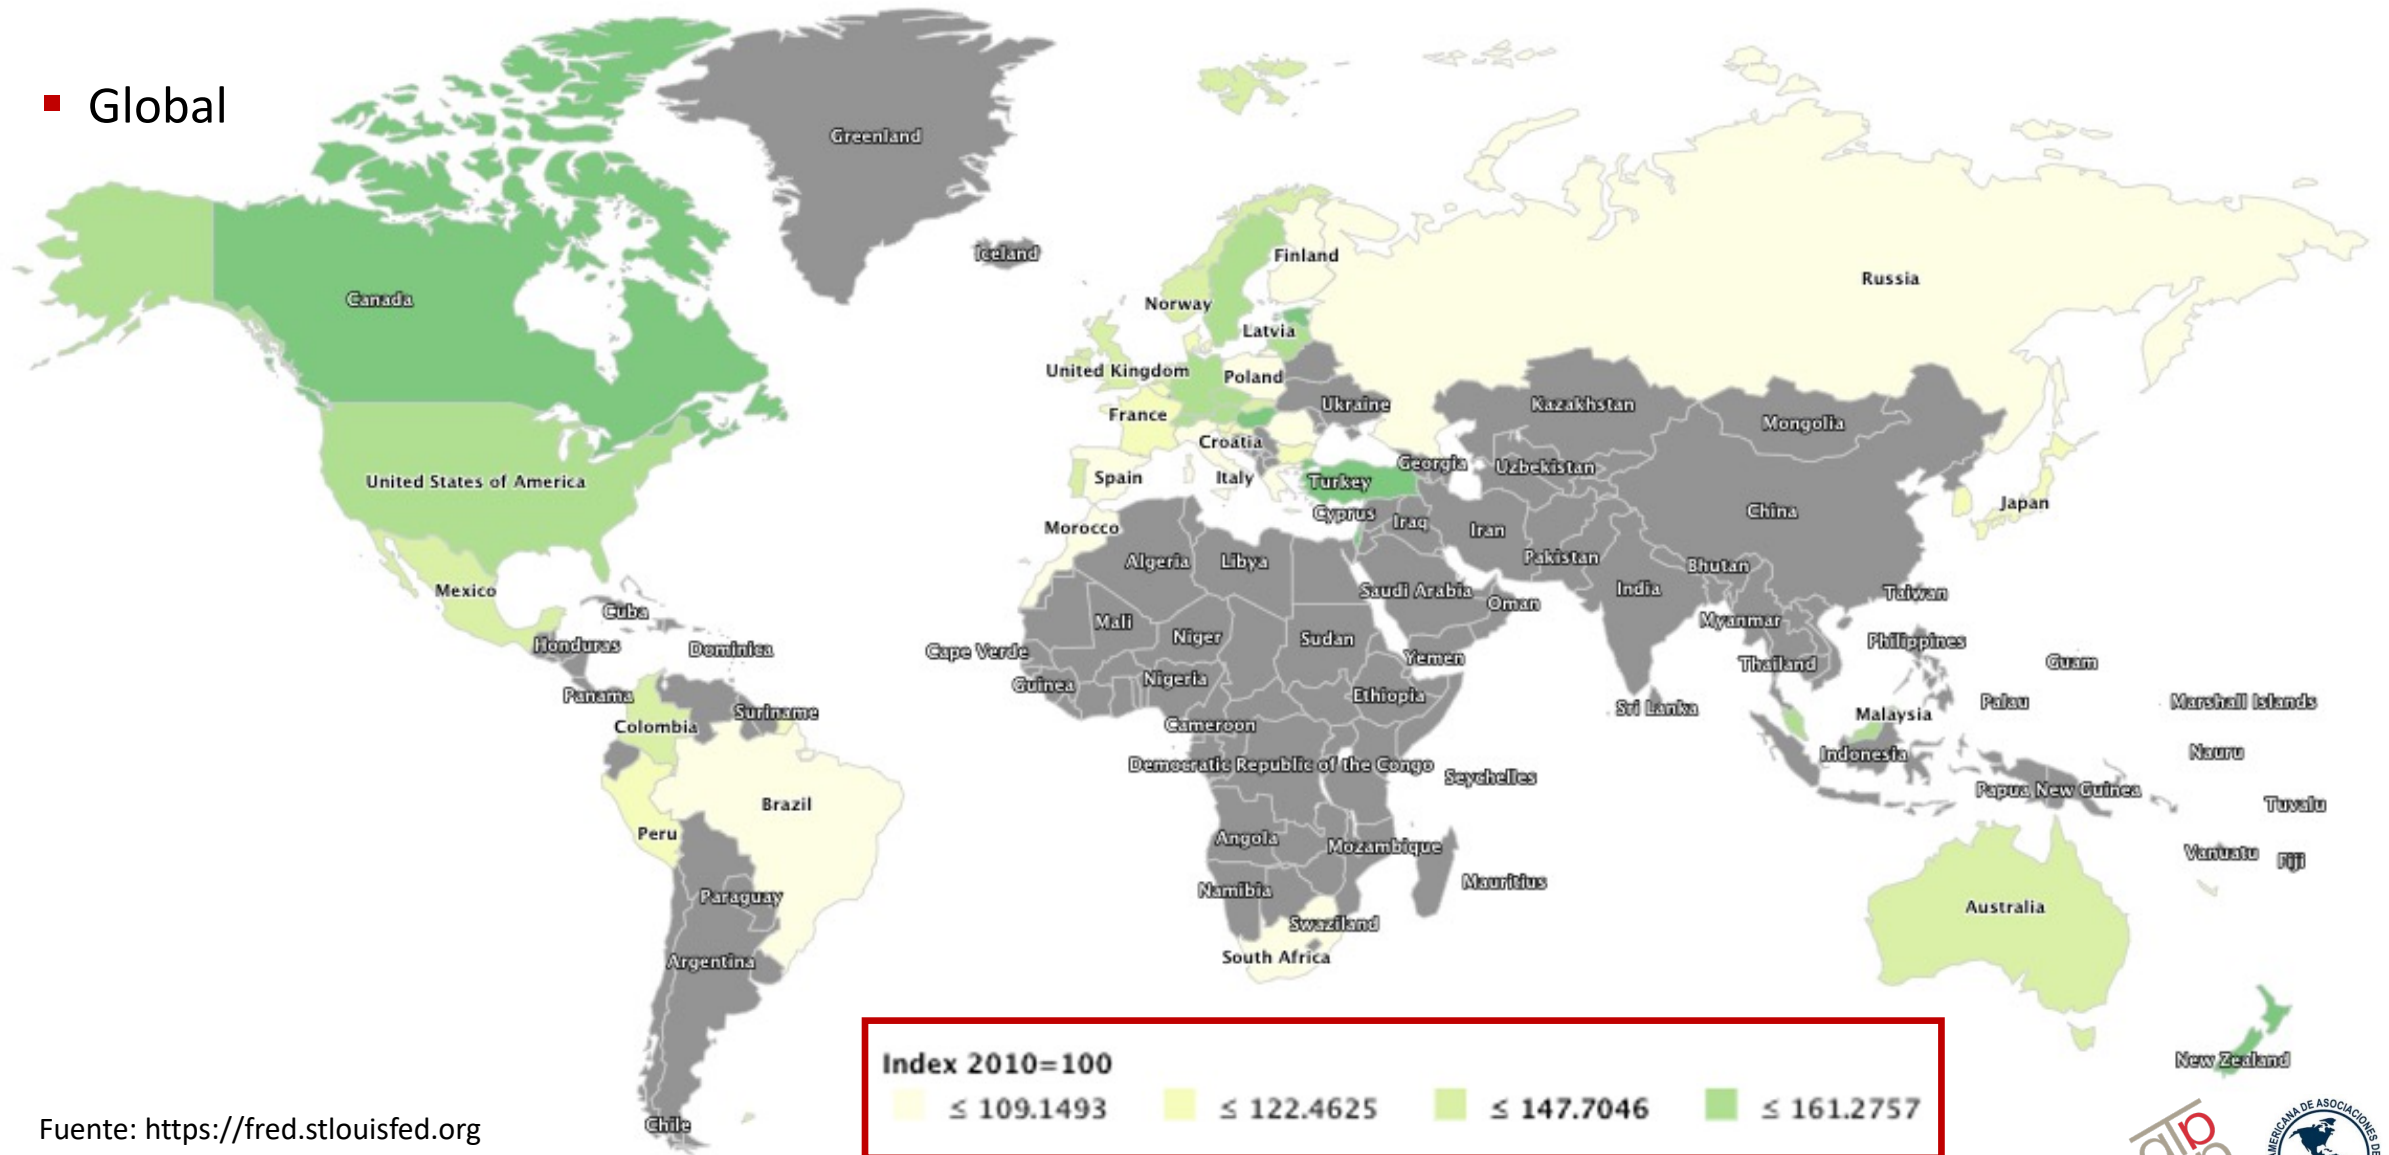 Global
Greenland
Iceland
Canada
Finland
Russia
Norway
Latvia
United Kingdom
Poland
France
Ukraine
Kazakhstan
Mongolia
Croatia
United States of America
Spain
Italy
Turkey
Georgia
Uzbekistan
China
Japan
Morocco
Cyprus
Iraq
Iran
Pakistan
Bhutan
Algeria
Libya
Mexico
Cuba
Saudi Arabia
Oman
India
Taiwan
Myanmar
Honduras
Dominica
Mali
Niger
Sudan
Cape Verde
Yemen
Philippines
Thailand
Guam
Guinea
Nigeria
Ethiopia
Panama
Suriname
Colombia
Cameroon
Sri Lanka
Malaysia
Palau
Marshall Islands
Democratic Republic of the Congo
Seychelles
Indonesia
Nauru
Papua New Guinea
Tuvalu
Brazil
Peru
Angola
Mozambique
Vanuatu
Fiji
Namibia
Mauritius
Paraguay
Swaziland
Australia
South Africa
Argentina
New Zealand
Chile
Index 2010=100
≤ 109.1493 ≤ 122.4625 ≤ 147.7046 ≤ 161.2757
Fuente: https://fred.stlouisfed.org